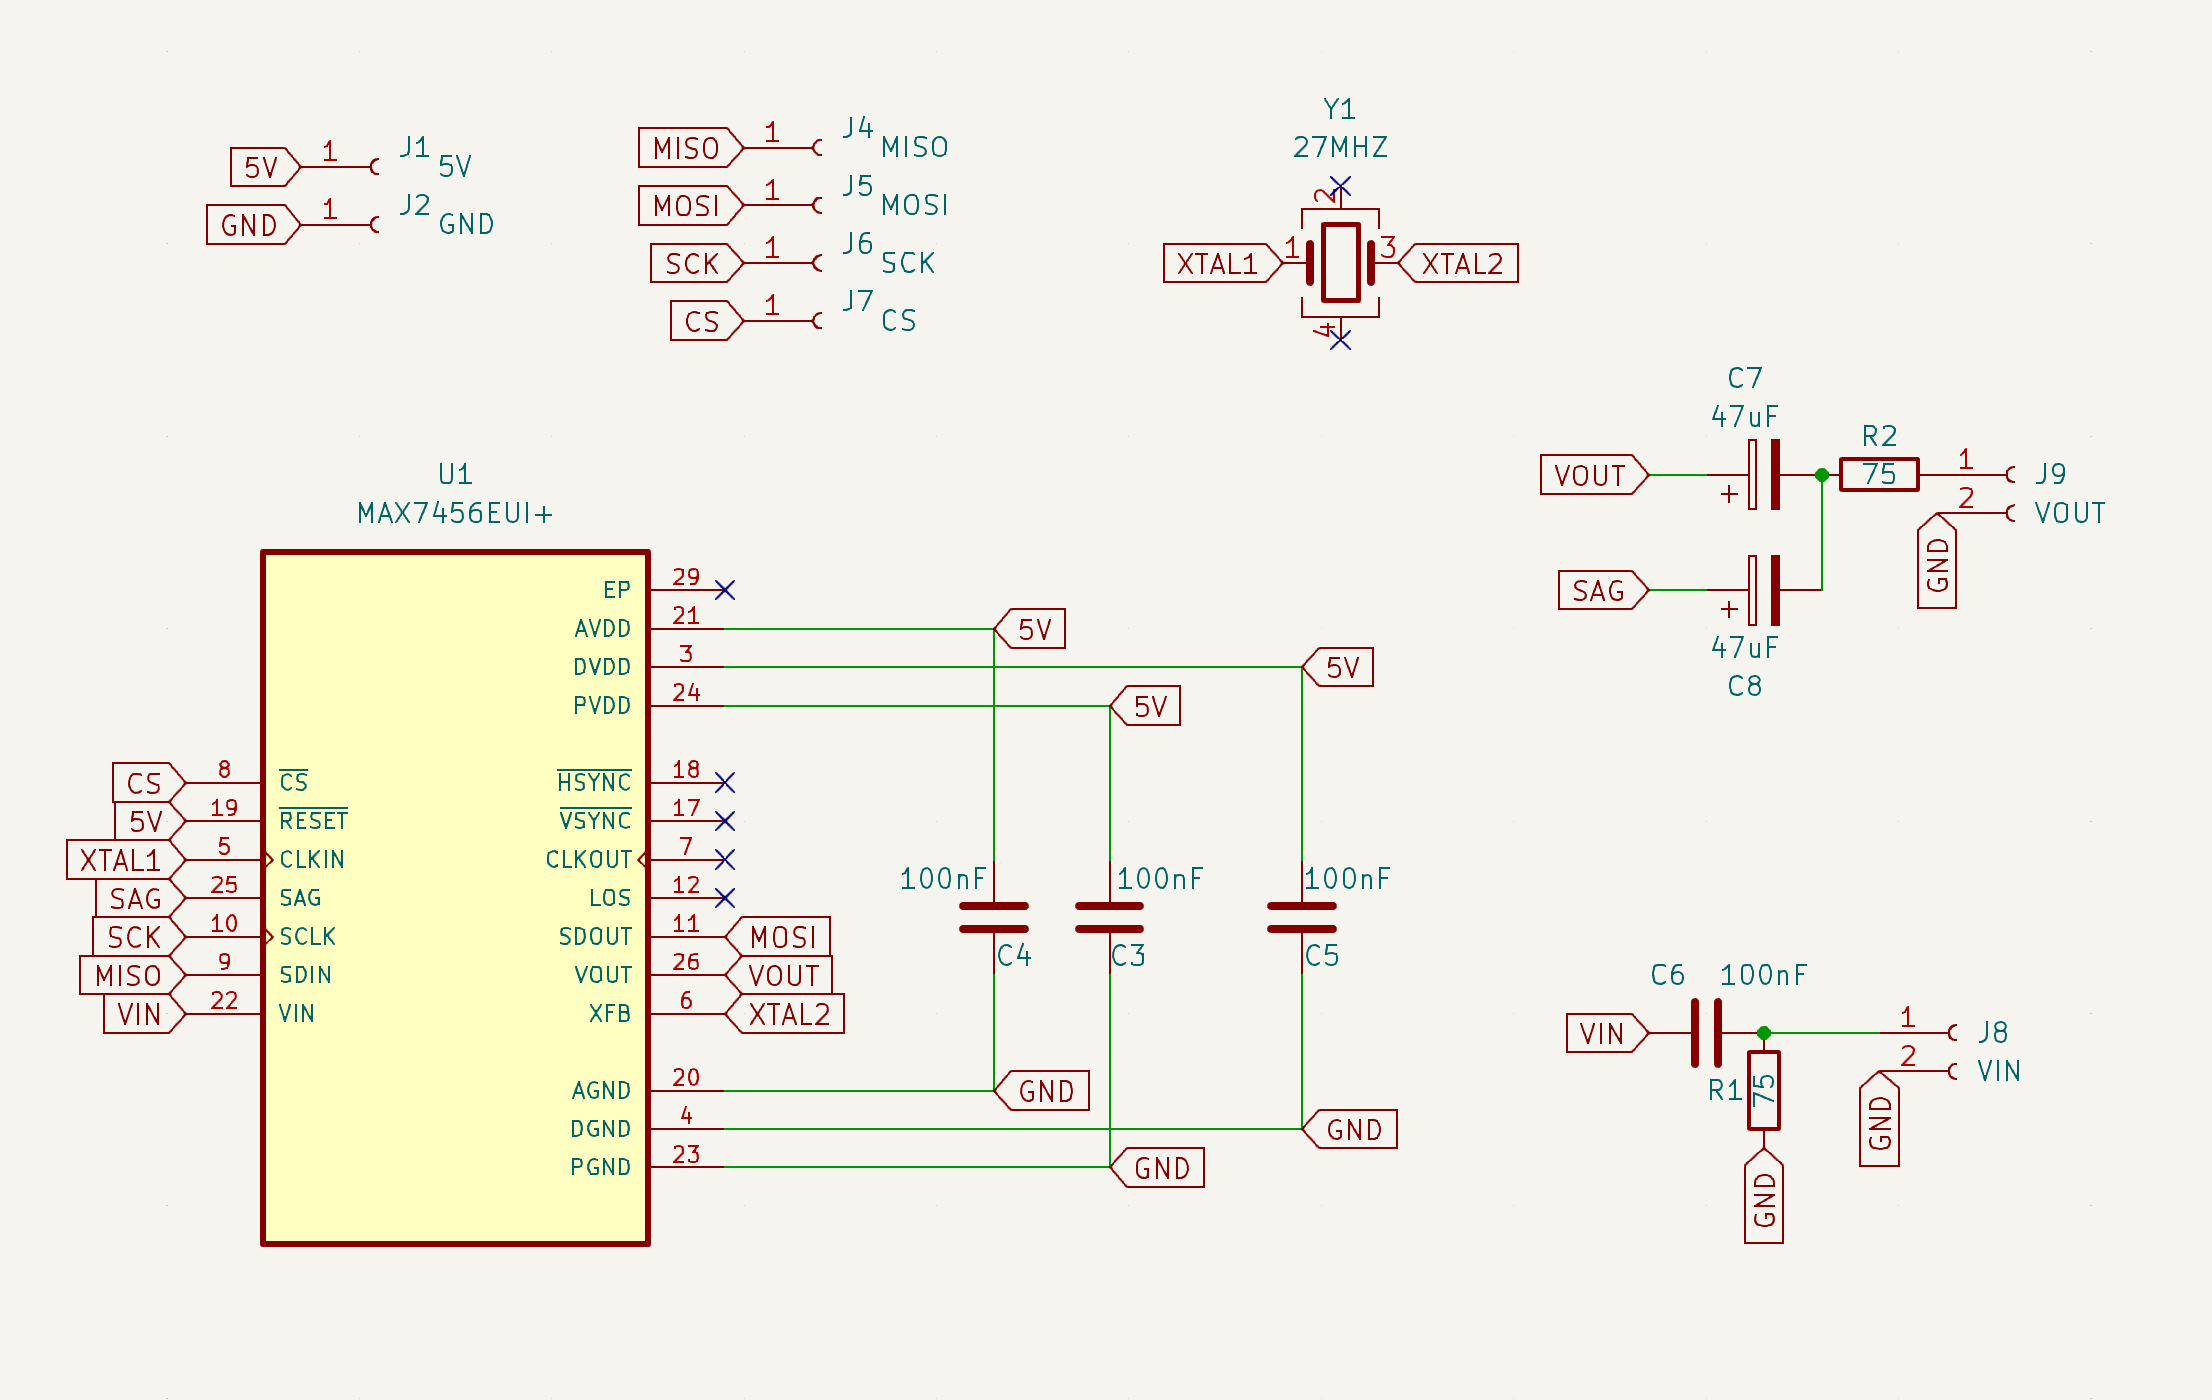 5V 1 J1 5V
GND 1 J2 GND
MISO 1 J4 MISO
MOSI 1 J5 MOSI
SCK 1 J6 SCK
CS 1 J7 CS
Y1
27MHZ
2
XTAL1 1 3 XTAL2
4
C7
47uF
VOUT + R2 75 1 J9
2 VOUT
GND
SAG +
47uF
C8
U1
MAX7456EUI+
EP 29
AVDD 21 5V
DVDD 3 5V
PVDD 24 5V
CS 8 CS HSYNC 18
5V 19 RESET VSYNC 17
XTAL1 5 CLKIN CLKOUT 7
SAG 25 SAG LOS 12
SCK 10 SCLK SDOUT 11 MOSI
MISO 9 SDIN VOUT 26 VOUT
VIN 22 VIN XFB 6 XTAL2
AGND 20 GND
DGND 4 GND
PGND 23 GND
100nF 100nF 100nF
C4 C3 C5
C6 100nF
VIN 1 J8
2 VIN
R1 75 GND
GND